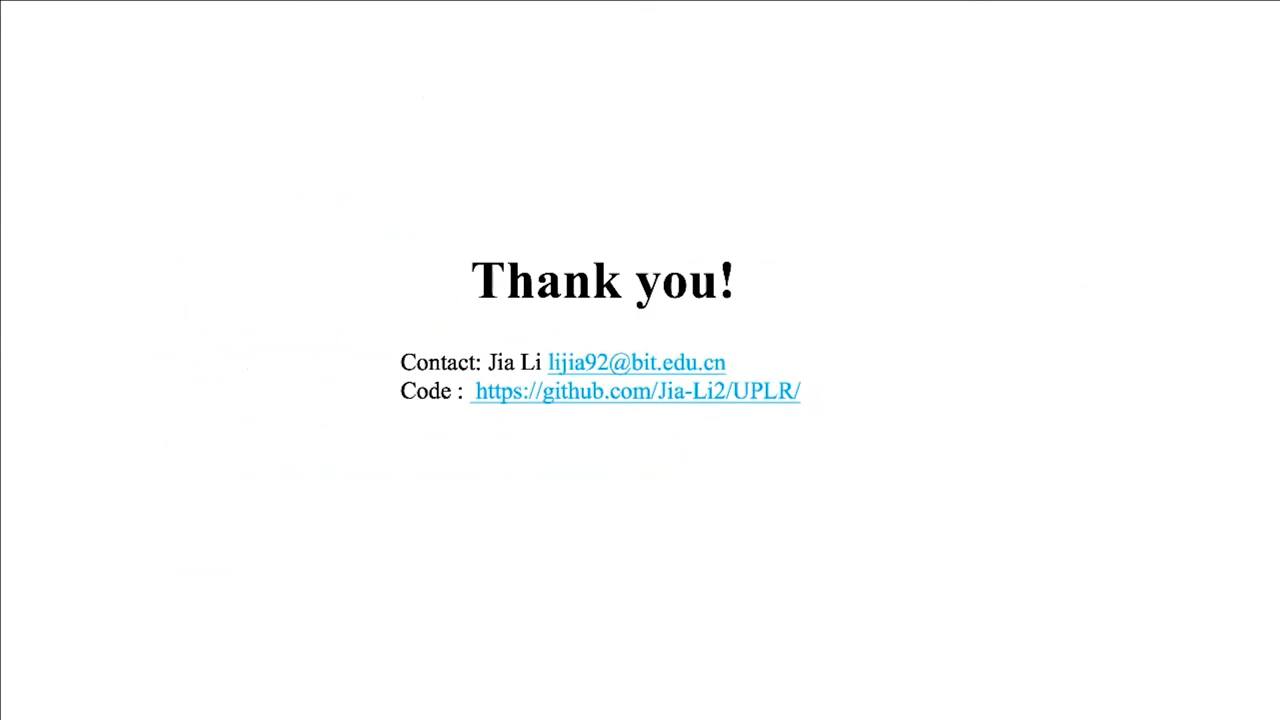 Thank you!
Contact: Jia Li lijia92@bit.edu.cn
Code : https://github.com/Jia-Li2/UPLR/